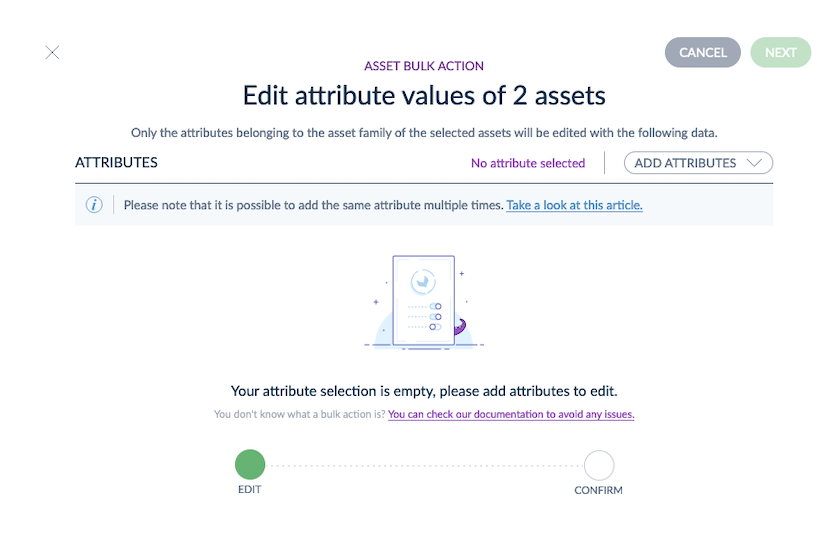 CANCEL
NEXT
ASSET BULK ACTION
Edit attribute values of 2 assets
Only the attributes belonging to the asset family of the selected assets will be edited with the following data.
ATTRIBUTES
No attribute selected
ADD ATTRIBUTES
Please note that it is possible to add the same attribute multiple times. Take a look at this article.
Your attribute selection is empty, please add attributes to edit.
You don't know what a bulk action is? You can check our documentation to avoid any issues.
EDIT
CONFIRM